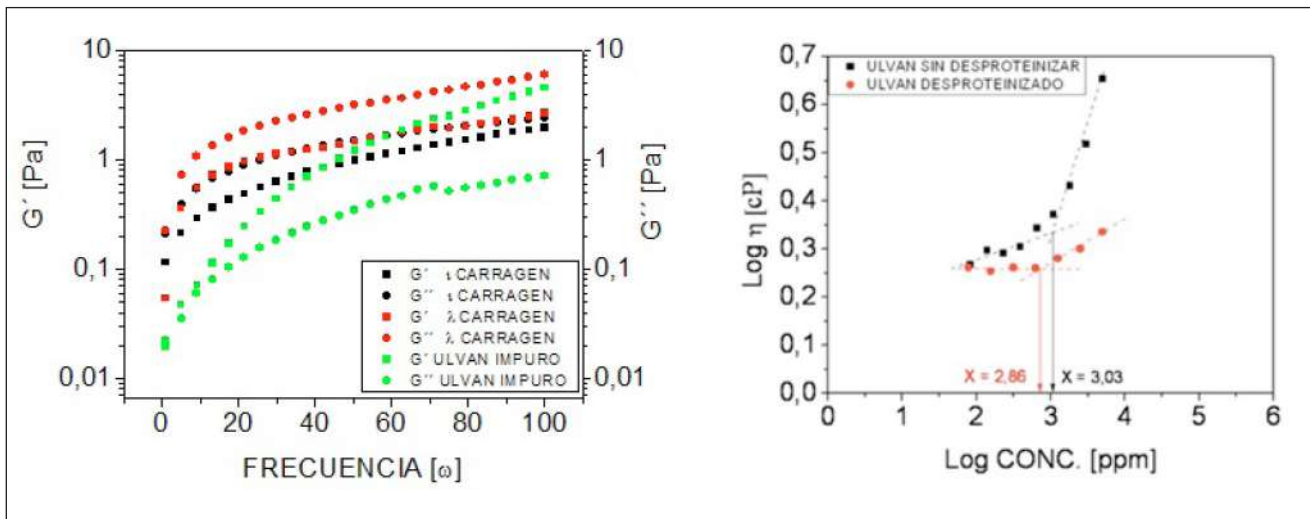 10
1
0,1
0,01
G´ [Pa]
10
1
0,1
0,01
G´´ [Pa]
G´ ι CARRAGEN
G´´ ι CARRAGEN
G´ λ CARRAGEN
G´´ λ CARRAGEN
G´ ULVAN IMPURO
G´´ ULVAN IMPURO
0 20 40 60 80 100
FRECUENCIA [ω]
0,7
0,6
0,5
0,4
0,3
0,2
0,1
0,0
Log η [cP]
ULVAN SIN DESPROTEINIZAR
ULVAN DESPROTEINIZADO
X = 2,86
X = 3,03
0 1 2 3 4 5 6
Log CONC. [ppm]